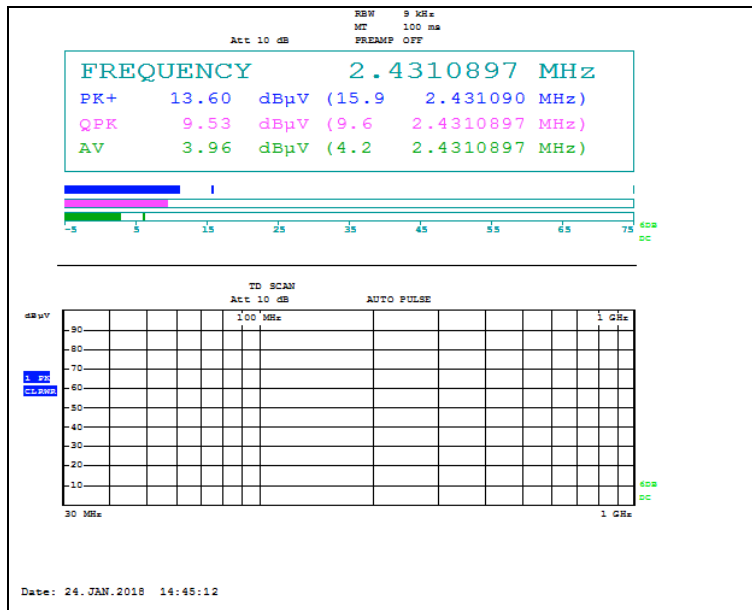 RBW 9 kHz
MT 100 ms
Att 10 dB PREAMP OFF
FREQUENCY 2.4310897 MHz
PK+ 13.60 dBµV (15.9 2.431090 MHz)
QPK 9.53 dBµV (9.6 2.4310897 MHz)
AV 3.96 dBµV (4.2 2.4310897 MHz)
-5 5 15 25 35 45 55 65 75
6DB
DC
TD SCAN
Att 10 dB AUTO PULSE
dBµV
100 MHz 1 GHz
90
80
70
1 PK
60
CLRWR
50
40
30
20
10
6DB
DC
30 MHz 1 GHz
Date: 24.JAN.2018 14:45:12